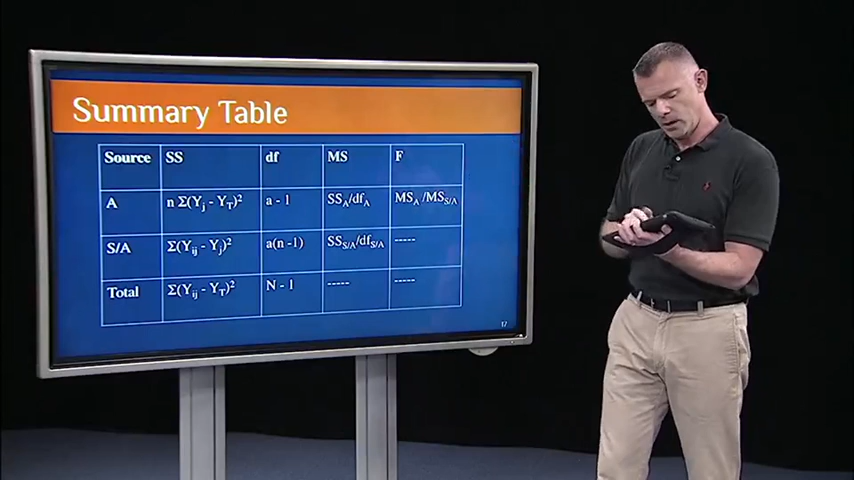 Summary Table
Source SS df MS F
A n Σ(Yj - YT)² a - 1 SSA/dfA MSA /MSS/A
S/A Σ(Yij - Yj)² a(n -1) SSS/A/dfS/A -----
Total Σ(Yij - YT)² N - 1 ----- -----
17